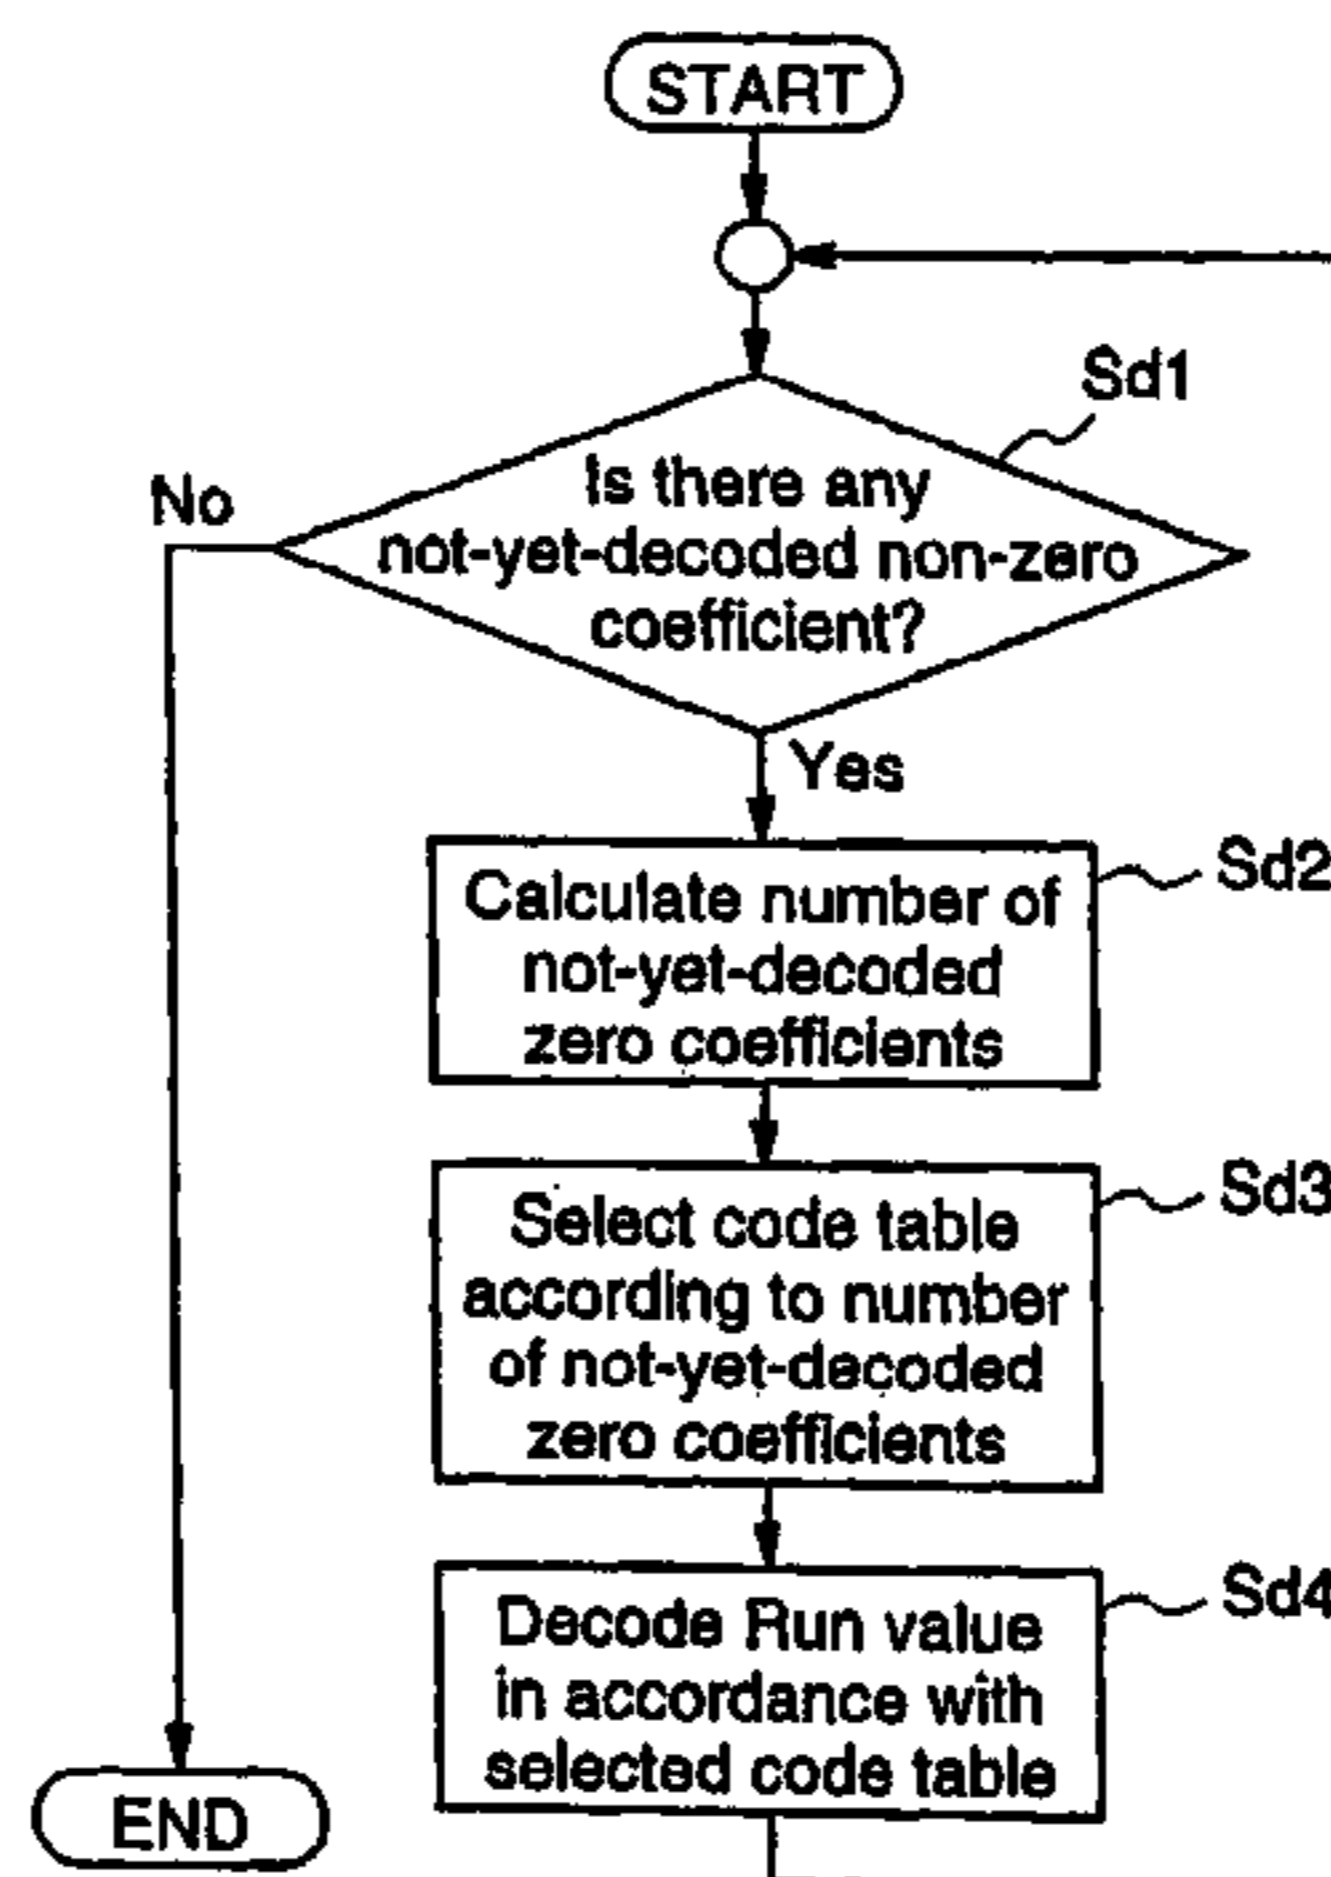 START
Sd1
No
Is there any
not-yet-decoded non-zero
coefficient?
Yes
Sd2
Calculate number of
not-yet-decoded
zero coefficients
Sd3
Select code table
according to number
of not-yet-decoded
zero coefficients
Sd4
Decode Run value
in accordance with
selected code table
END